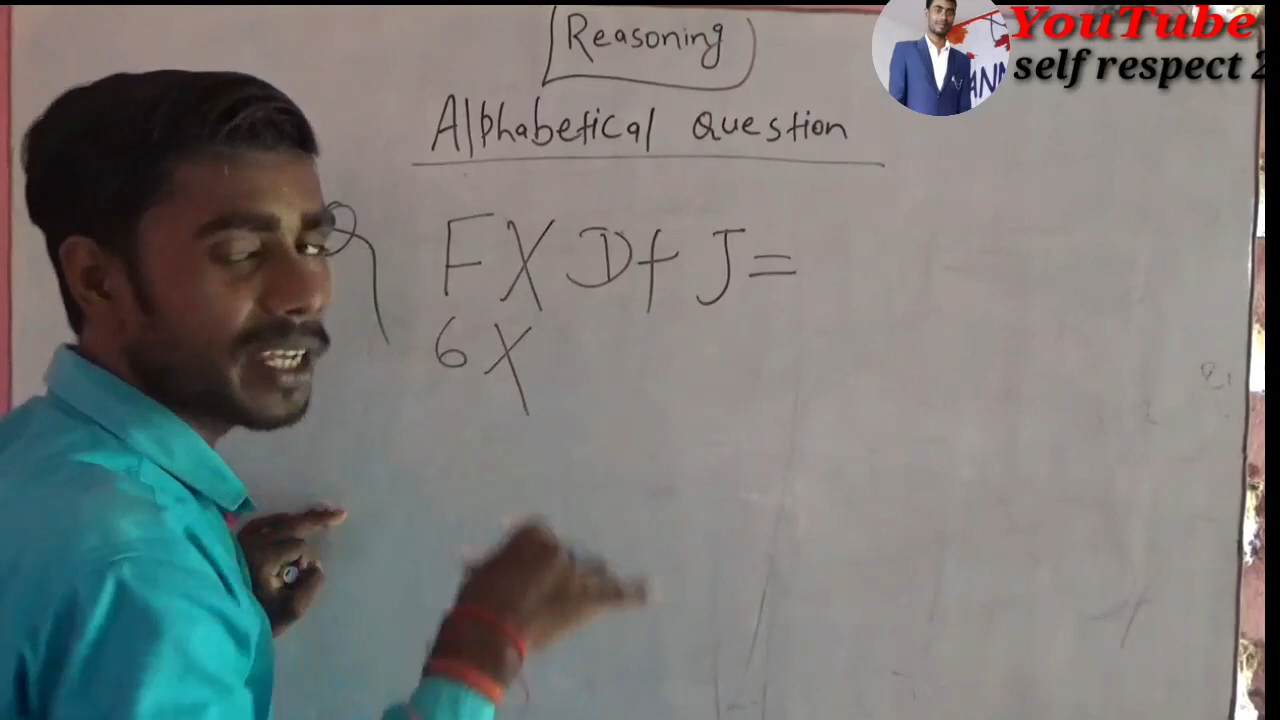 YouTube
self respect 2
Reasoning
Alphabetical Question
Q F X D + J =
6 X